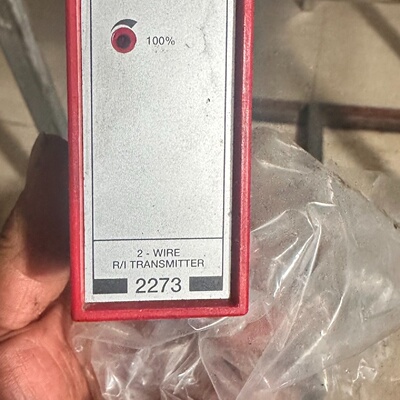 100%
2 - WIRE
R/I TRANSMITTER
2273